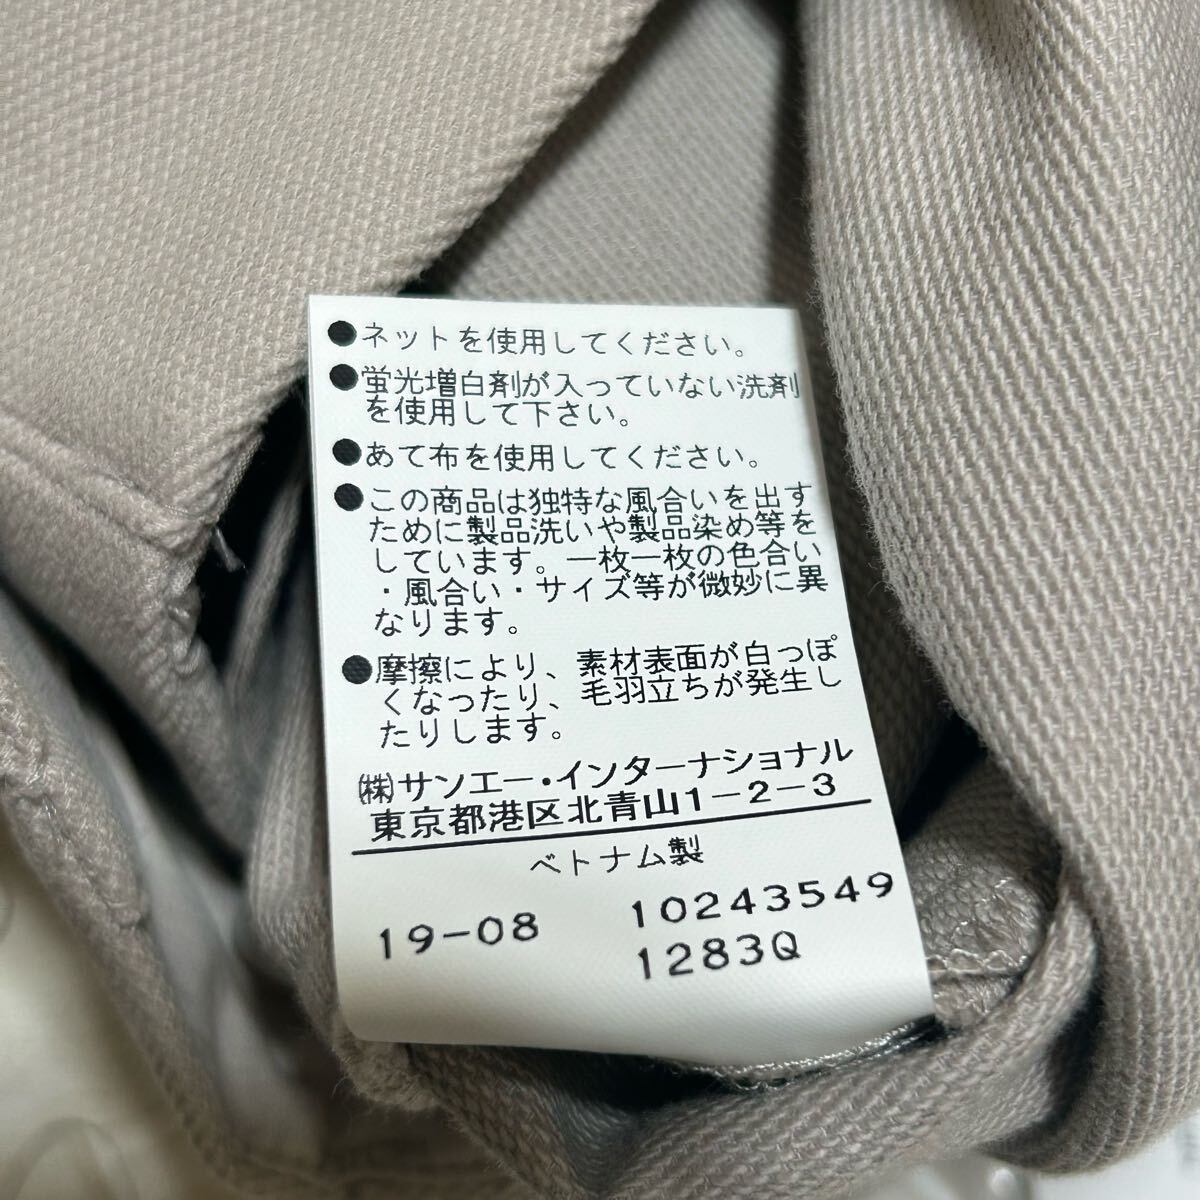 ●ネットを使用してください。
●蛍光増白剤が入っていない洗剤
を使用して下さい。
●あて布を使用してください。
●この商品は独特な風合いを出す
ために製品洗いや製品染め等を
しています。一枚一枚の色合い
・風合い・サイズ等が微妙に異
なります。
●摩擦により、素材表面が白っぽ
くなったり、毛羽立ちが発生し
たりします。
㈱サンエー・インターナショナル
東京都港区北青山1-2-3
ベトナム製
19-08 10243549
1283Q